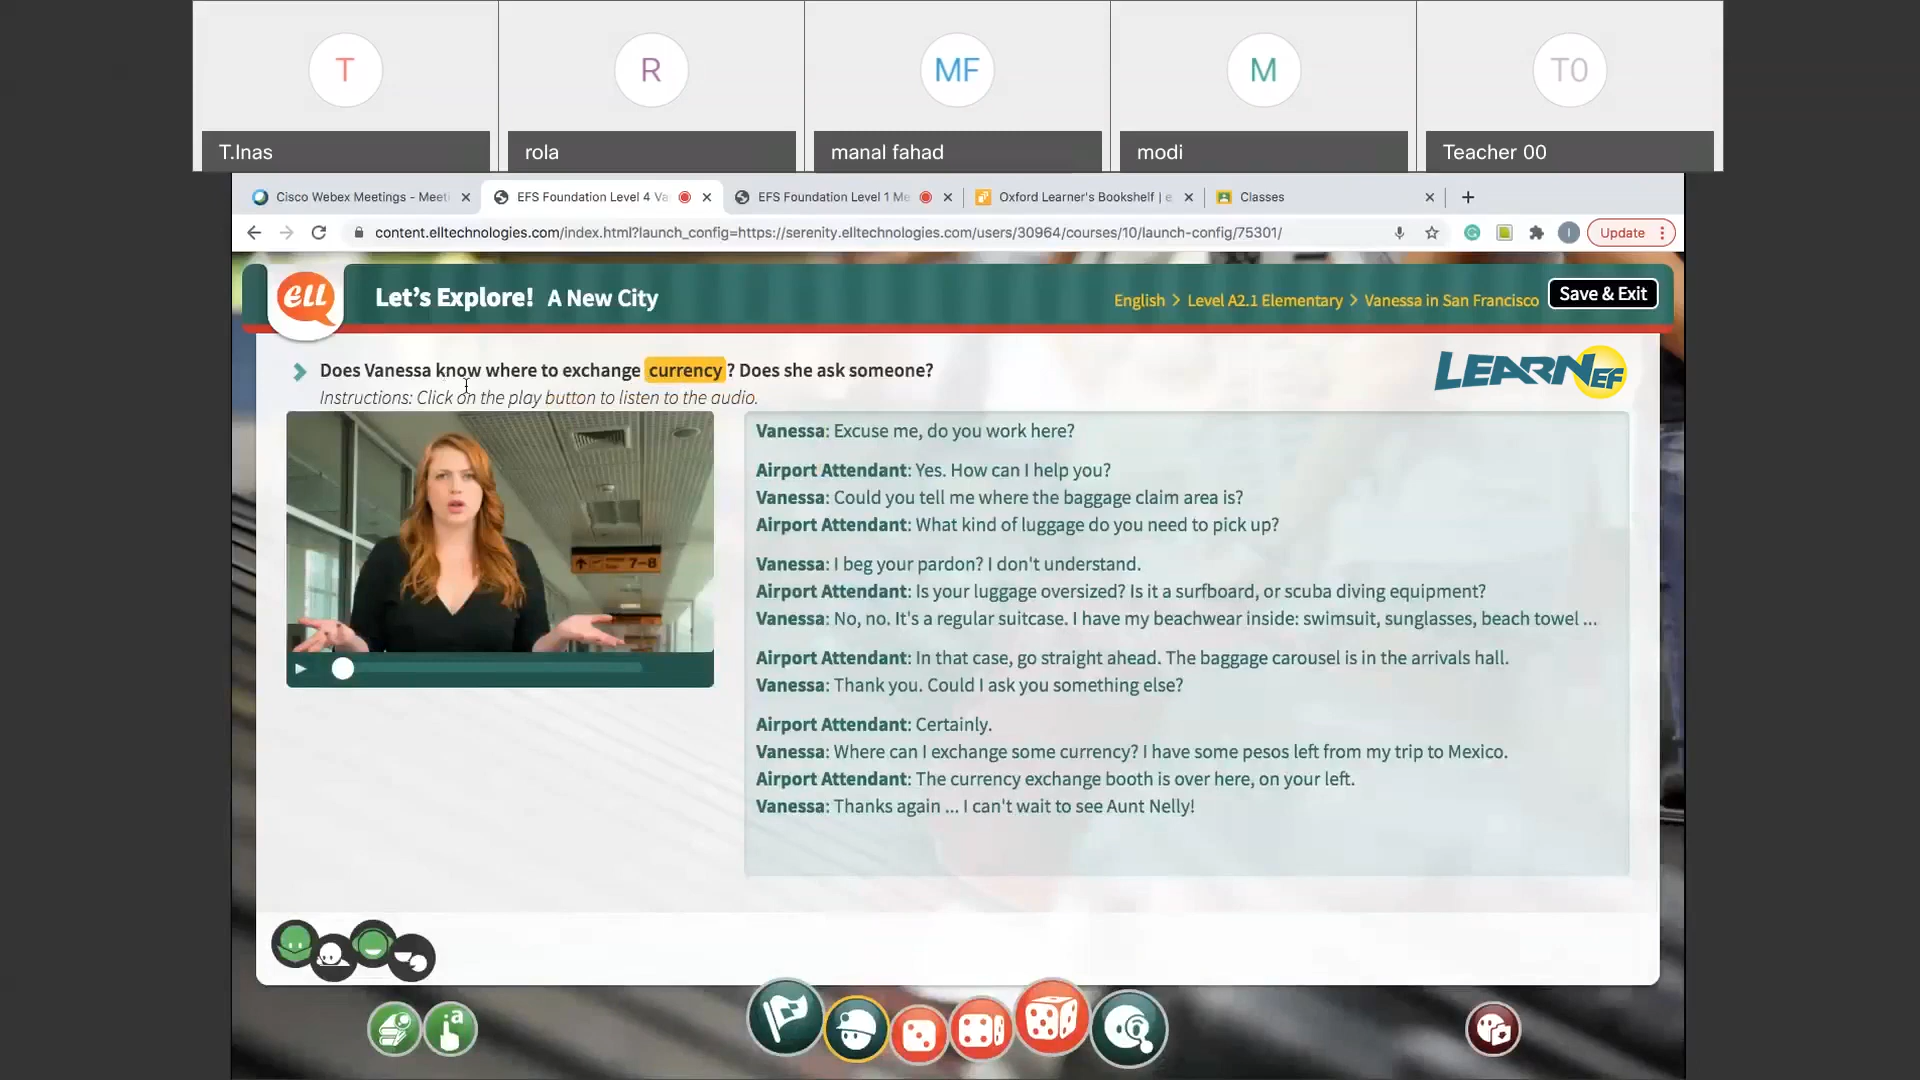 T
R
MF
M
T0
T.Inas
rola
manal fahad
modi
Teacher 00
Cisco Webex Meetings - Meeti
EFS Foundation Level 4 Va
EFS Foundation Level 1 Me
Oxford Learner's Bookshelf | e
Classes
content.elltechnologies.com/index.html?launch_config=https://serenity.elltechnologies.com/users/30964/courses/10/launch-config/75301/
I
Update
ell
Let's Explore! A New City
English > Level A2.1 Elementary > Vanessa in San Francisco
Save & Exit
Does Vanessa know where to exchange currency? Does she ask someone?
Instructions: Click on the play button to listen to the audio.
LEARN EF
7-8
Vanessa: Excuse me, do you work here?
Airport Attendant: Yes. How can I help you?
Vanessa: Could you tell me where the baggage claim area is?
Airport Attendant: What kind of luggage do you need to pick up?
Vanessa: I beg your pardon? I don't understand.
Airport Attendant: Is your luggage oversized? Is it a surfboard, or scuba diving equipment?
Vanessa: No, no. It's a regular suitcase. I have my beachwear inside: swimsuit, sunglasses, beach towel ...
Airport Attendant: In that case, go straight ahead. The baggage carousel is in the arrivals hall.
Vanessa: Thank you. Could I ask you something else?
Airport Attendant: Certainly.
Vanessa: Where can I exchange some currency? I have some pesos left from my trip to Mexico.
Airport Attendant: The currency exchange booth is over here, on your left.
Vanessa: Thanks again ... I can't wait to see Aunt Nelly!
a